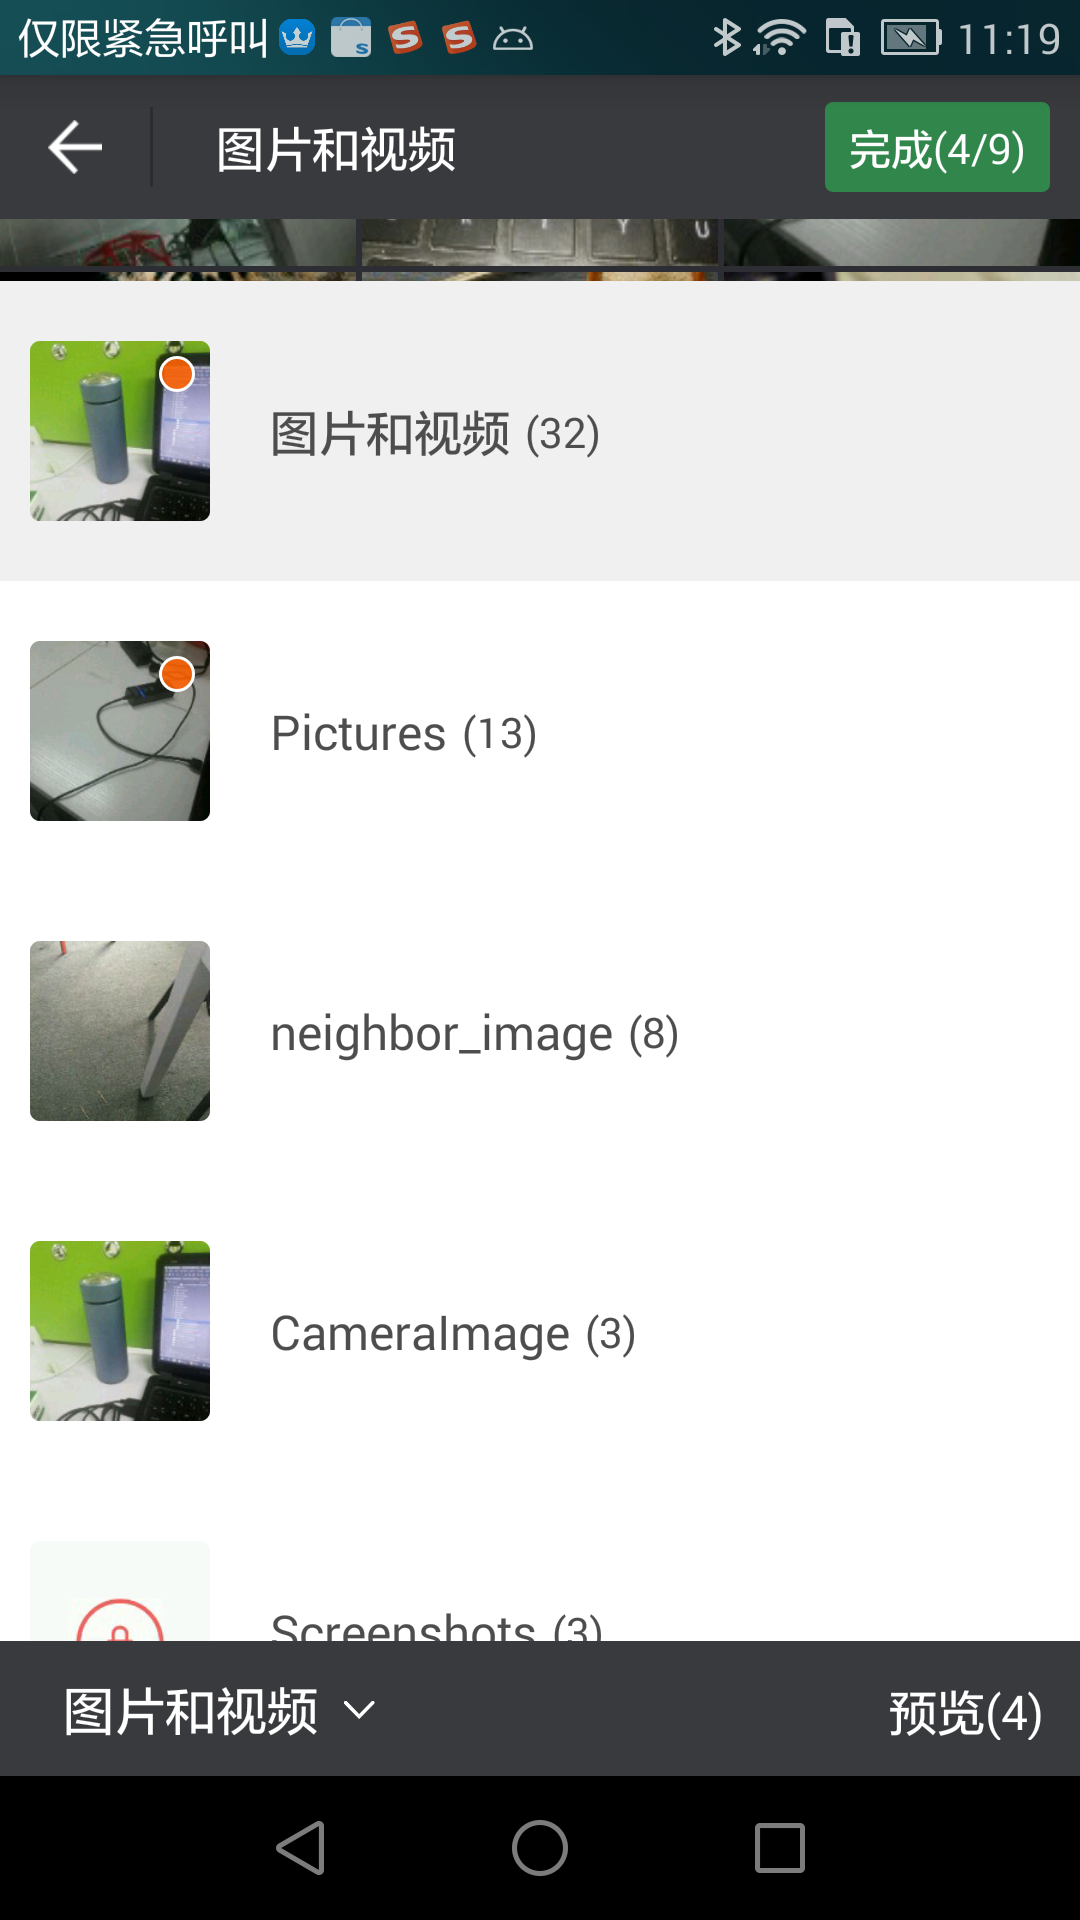 仅限紧急呼叫 11:19
图片和视频 完成(4/9)
Y U
图片和视频 (32)
Pictures (13)
neighbor_image (8)
CameraImage (3)
Screenshots (3)
图片和视频 预览(4)